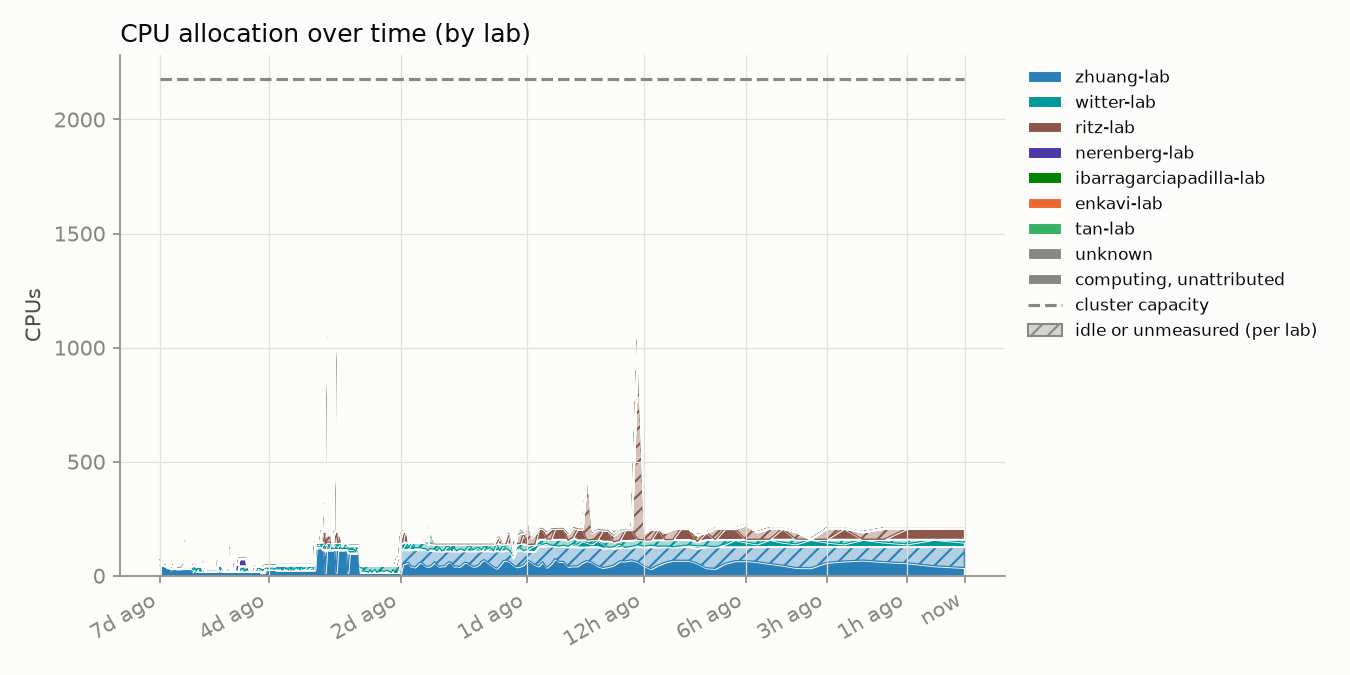 CPU allocation over time (by lab)
CPUs
2000
1500
1000
500
0
7d ago
4d ago
2d ago
1d ago
12h ago
6h ago
3h ago
1h ago
now
zhuang-lab
witter-lab
ritz-lab
nerenberg-lab
ibarragarciapadilla-lab
enkavi-lab
tan-lab
unknown
computing, unattributed
cluster capacity
idle or unmeasured (per lab)